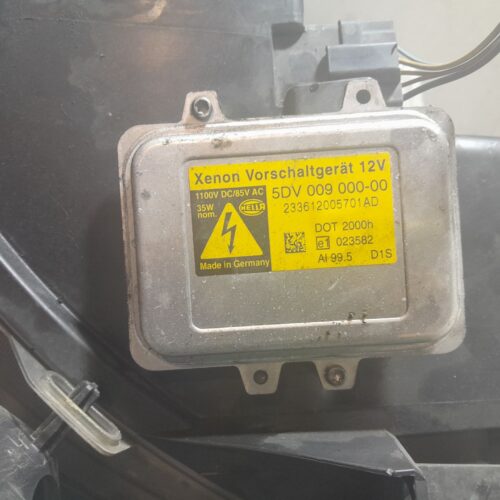 Xenon Vorschaltgerät 12V
1100V DC/85V AC
5DV 009 000-00
35W
nom.
HELLA
233612005701AD
DOT 2000h
e1 023582
Made in Germany
Al 99.5 D1S